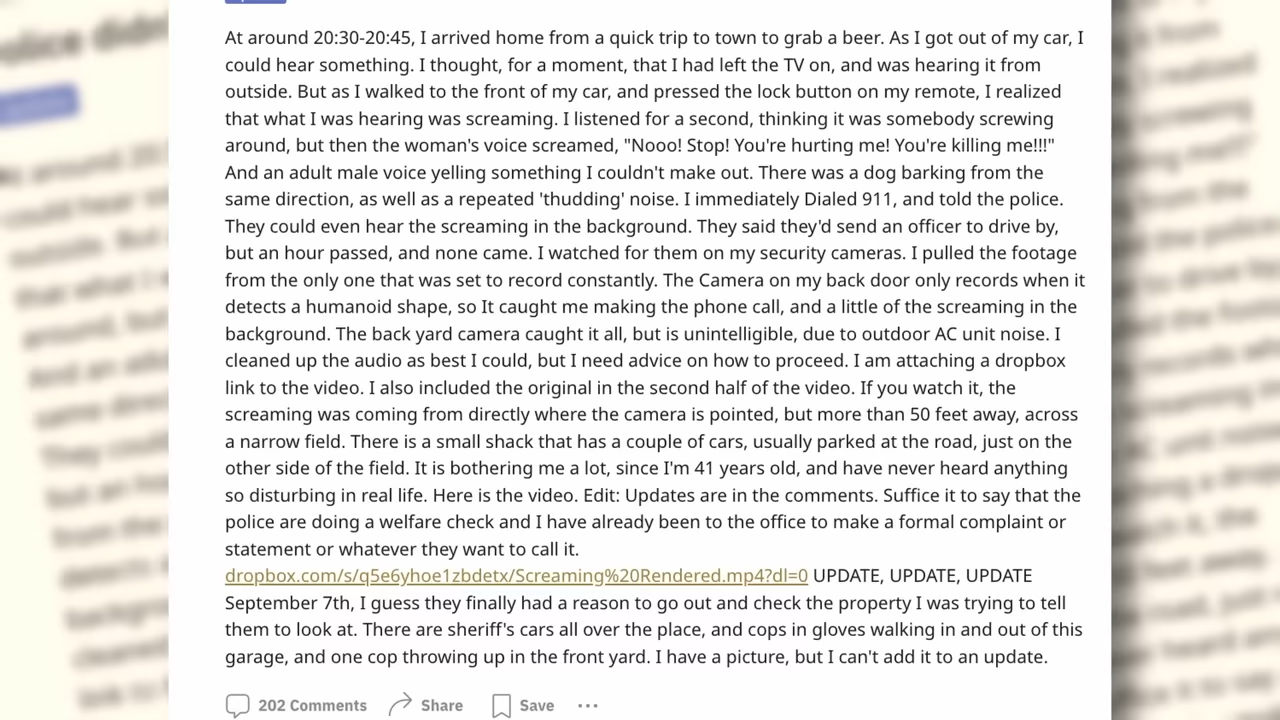 At around 20:30-20:45, I arrived home from a quick trip to town to grab a beer. As I got out of my car, I
could hear something. I thought, for a moment, that I had left the TV on, and was hearing it from
outside. But as I walked to the front of my car, and pressed the lock button on my remote, I realized
that what I was hearing was screaming. I listened for a second, thinking it was somebody screwing
around, but then the woman's voice screamed, "Nooo! Stop! You're hurting me! You're killing me!!!"
And an adult male voice yelling something I couldn't make out. There was a dog barking from the
same direction, as well as a repeated 'thudding' noise. I immediately Dialed 911, and told the police.
They could even hear the screaming in the background. They said they'd send an officer to drive by,
but an hour passed, and none came. I watched for them on my security cameras. I pulled the footage
from the only one that was set to record constantly. The Camera on my back door only records when it
detects a humanoid shape, so It caught me making the phone call, and a little of the screaming in the
background. The back yard camera caught it all, but is unintelligible, due to outdoor AC unit noise. I
cleaned up the audio as best I could, but I need advice on how to proceed. I am attaching a dropbox
link to the video. I also included the original in the second half of the video. If you watch it, the
screaming was coming from directly where the camera is pointed, but more than 50 feet away, across
a narrow field. There is a small shack that has a couple of cars, usually parked at the road, just on the
other side of the field. It is bothering me a lot, since I'm 41 years old, and have never heard anything
so disturbing in real life. Here is the video. Edit: Updates are in the comments. Suffice it to say that the
police are doing a welfare check and I have already been to the office to make a formal complaint or
statement or whatever they want to call it.
dropbox.com/s/q5e6yhoe1zbdetx/Screaming%20Rendered.mp4?dl=0 UPDATE, UPDATE, UPDATE
September 7th, I guess they finally had a reason to go out and check the property I was trying to tell
them to look at. There are sheriff's cars all over the place, and cops in gloves walking in and out of this
garage, and one cop throwing up in the front yard. I have a picture, but I can't add it to an update.
202 Comments Share Save